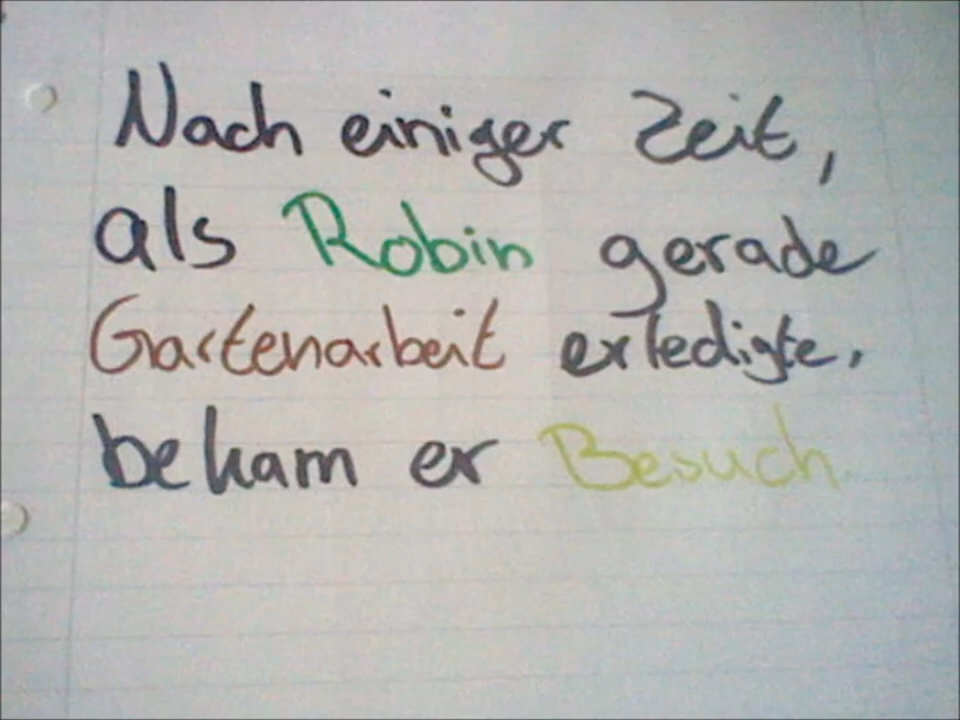 Nach einiger Zeit,
als Robin gerade
Gartenarbeit erledigte,
bekam er Besuch